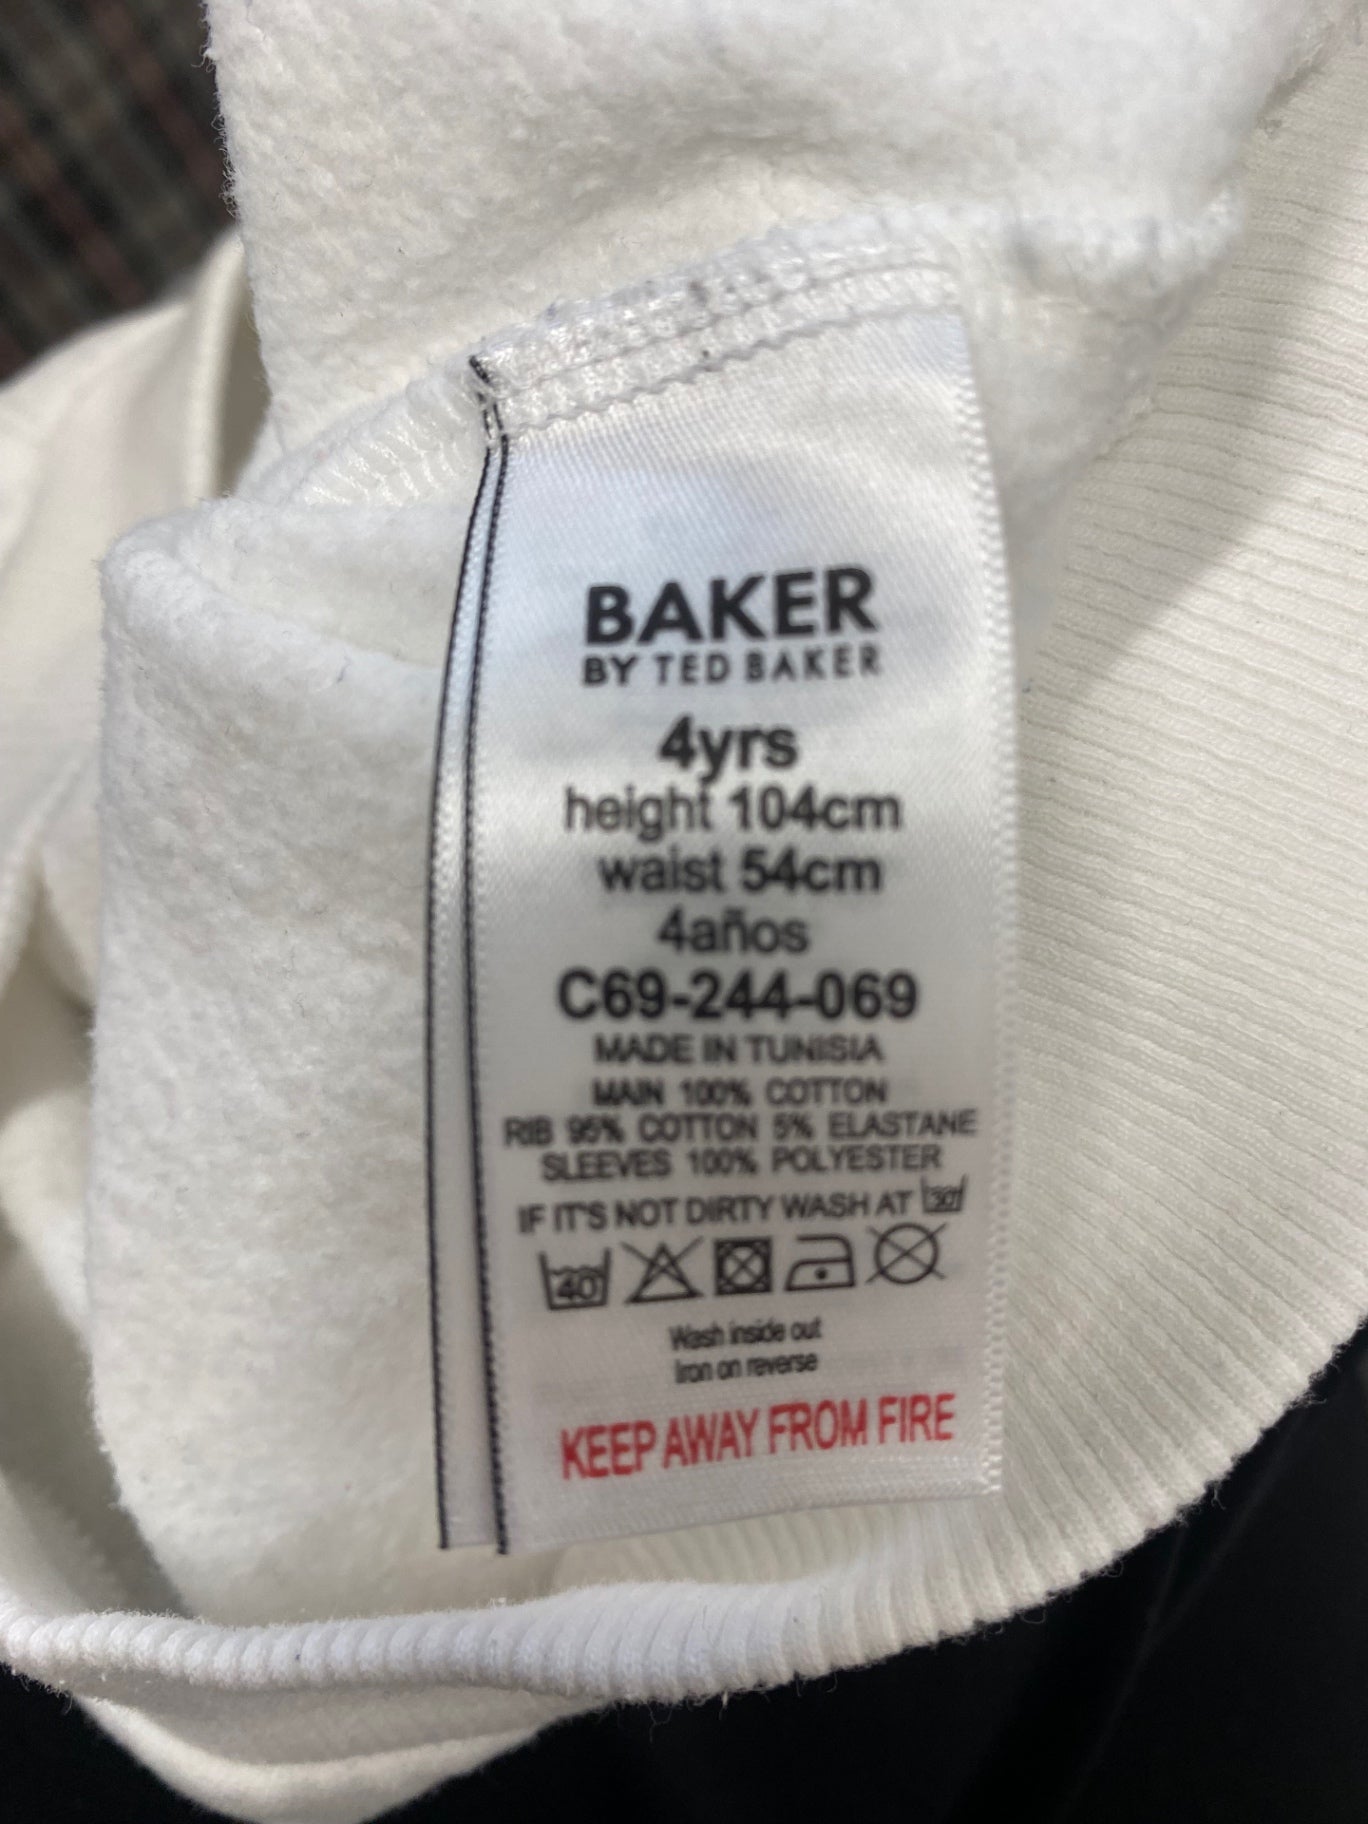 BAKER
BY TED BAKER
4yrs
height 104cm
waist 54cm
4años
C69-244-069
MADE IN TUNISIA
MAIN 100% COTTON
RIB 95% COTTON 5% ELASTANE
SLEEVES 100% POLYESTER
IF IT'S NOT DIRTY WASH AT 30
40
Wash inside out
Iron on reverse
KEEP AWAY FROM FIRE